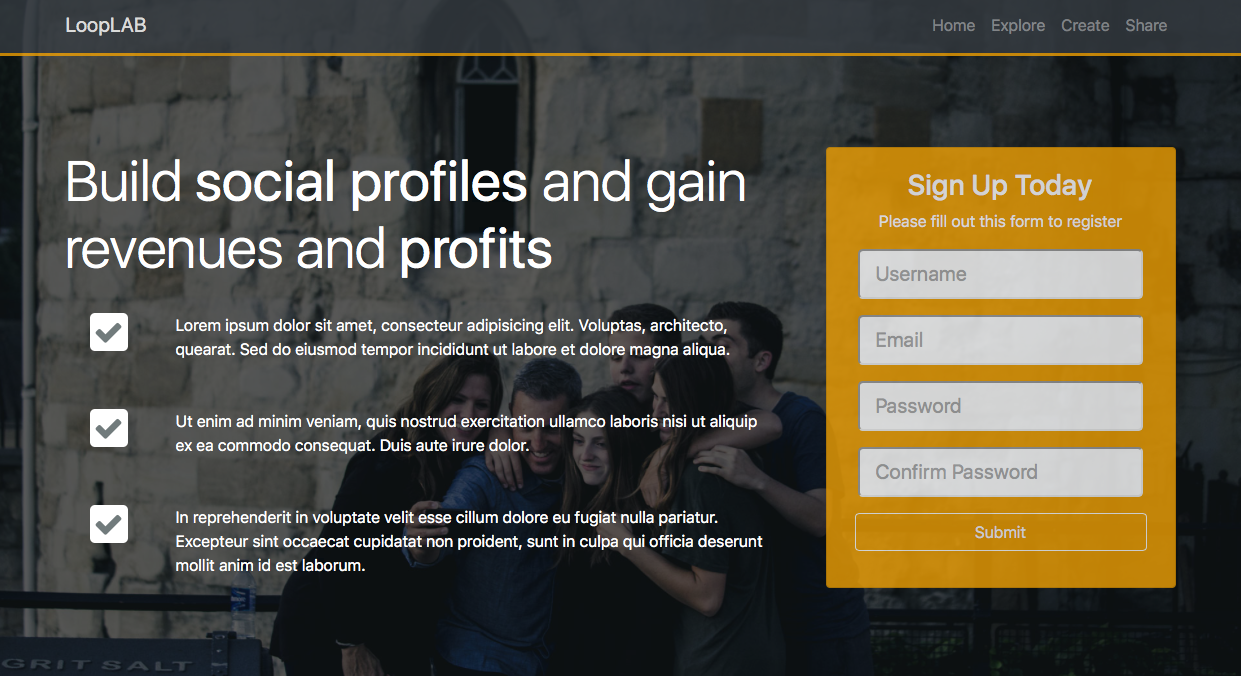 LoopLAB
Home Explore Create Share
Build social profiles and gain
revenues and profits
Lorem ipsum dolor sit amet, consecteur adipisicing elit. Voluptas, architecto,
quearat. Sed do eiusmod tempor incididunt ut labore et dolore magna aliqua.
Ut enim ad minim veniam, quis nostrud exercitation ullamco laboris nisi ut aliquip
ex ea commodo consequat. Duis aute irure dolor.
In reprehenderit in voluptate velit esse cillum dolore eu fugiat nulla pariatur.
Excepteur sint occaecat cupidatat non proident, sunt in culpa qui officia deserunt
mollit anim id est laborum.
Sign Up Today
Please fill out this form to register
Username
Email
Password
Confirm Password
Submit
GRIT SALT